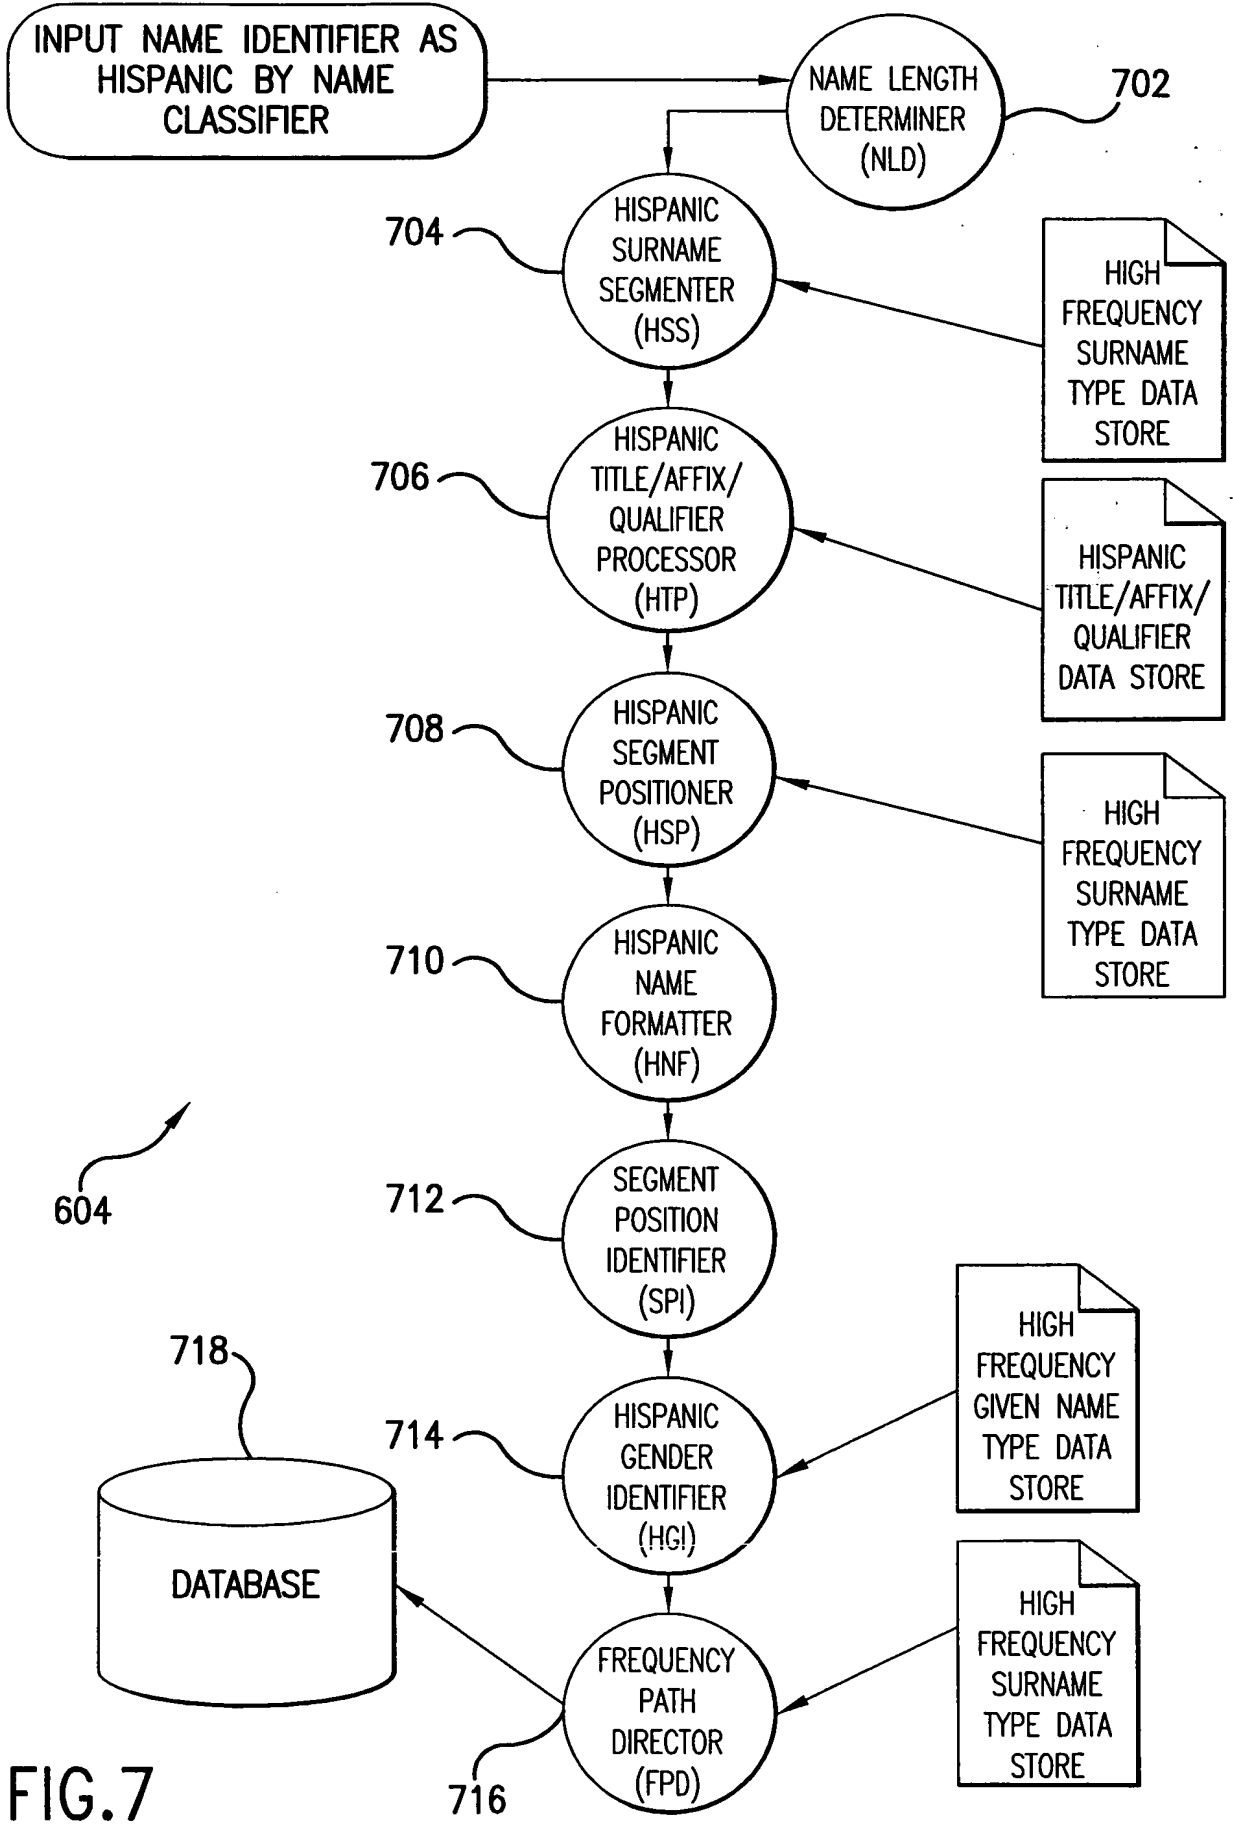 INPUT NAME IDENTIFIER AS
HISPANIC BY NAME
CLASSIFIER
NAME LENGTH
DETERMINER
(NLD)
702
704
HISPANIC
SURNAME
SEGMENTER
(HSS)
HIGH
FREQUENCY
SURNAME
TYPE DATA
STORE
706
HISPANIC
TITLE/AFFIX/
QUALIFIER
PROCESSOR
(HTP)
HISPANIC
TITLE/AFFIX/
QUALIFIER
DATA STORE
708
HISPANIC
SEGMENT
POSITIONER
(HSP)
HIGH
FREQUENCY
SURNAME
TYPE DATA
STORE
710
HISPANIC
NAME
FORMATTER
(HNF)
604
712
SEGMENT
POSITION
IDENTIFIER
(SPI)
714
HISPANIC
GENDER
IDENTIFIER
(HGI)
HIGH
FREQUENCY
GIVEN NAME
TYPE DATA
STORE
718
DATABASE
716
FREQUENCY
PATH
DIRECTOR
(FPD)
HIGH
FREQUENCY
SURNAME
TYPE DATA
STORE
FIG.7